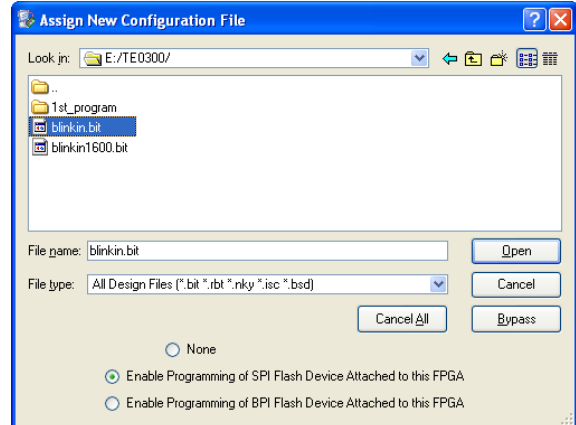 Assign New Configuration File
Look in: E:/TE0300/
..
1st_program
blinkin.bit
blinkin1600.bit
File name: blinkin.bit Open
File type: All Design Files (*.bit *.rbt *.nky *.isc *.bsd) Cancel
Cancel All Bypass
None
Enable Programming of SPI Flash Device Attached to this FPGA
Enable Programming of BPI Flash Device Attached to this FPGA